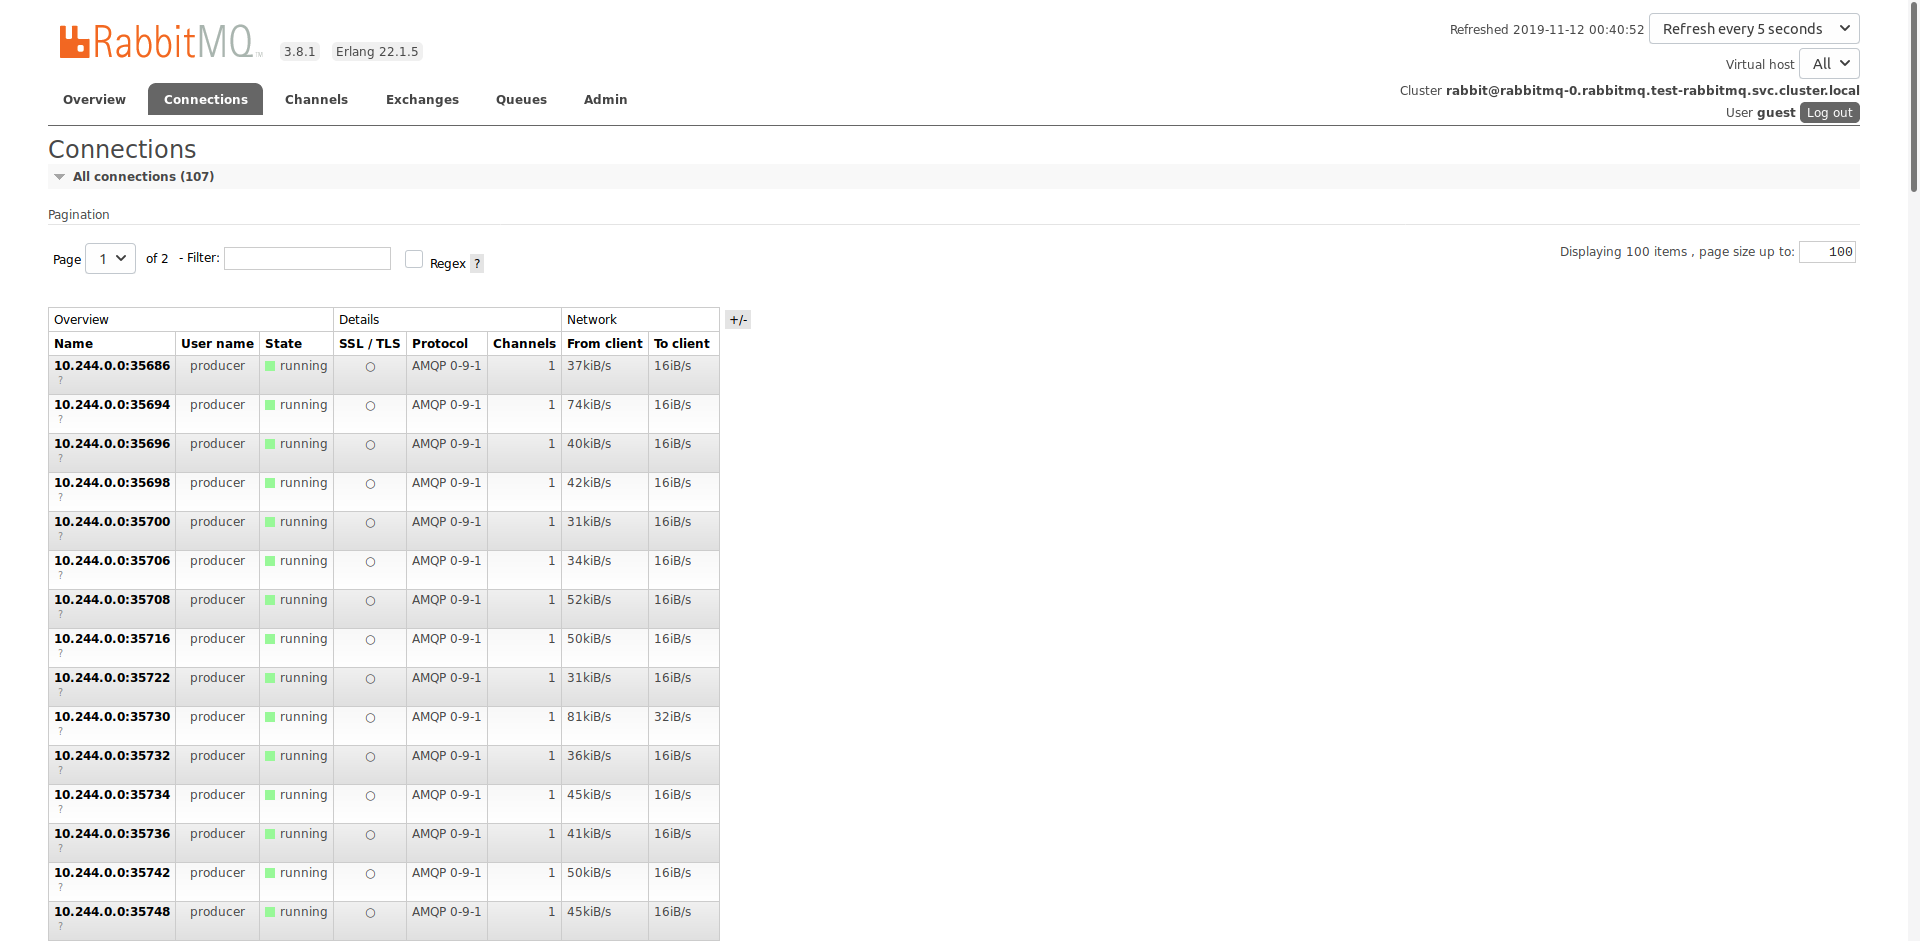 RabbitMQ TM 3.8.1 Erlang 22.1.5
Refreshed 2019-11-12 00:40:52 Refresh every 5 seconds
Virtual host All
Cluster rabbit@rabbitmq-0.rabbitmq.test-rabbitmq.svc.cluster.local
User guest Log out
Overview Connections Channels Exchanges Queues Admin
Connections
All connections (107)
Pagination
Page 1 of 2 - Filter: Regex ?
Displaying 100 items , page size up to: 100
Overview Details Network +/-
Name User name State SSL / TLS Protocol Channels From client To client
10.244.0.0:35686 producer running ○ AMQP 0-9-1 1 37kiB/s 16iB/s
?
10.244.0.0:35694 producer running ○ AMQP 0-9-1 1 74kiB/s 16iB/s
?
10.244.0.0:35696 producer running ○ AMQP 0-9-1 1 40kiB/s 16iB/s
?
10.244.0.0:35698 producer running ○ AMQP 0-9-1 1 42kiB/s 16iB/s
?
10.244.0.0:35700 producer running ○ AMQP 0-9-1 1 31kiB/s 16iB/s
?
10.244.0.0:35706 producer running ○ AMQP 0-9-1 1 34kiB/s 16iB/s
?
10.244.0.0:35708 producer running ○ AMQP 0-9-1 1 52kiB/s 16iB/s
?
10.244.0.0:35716 producer running ○ AMQP 0-9-1 1 50kiB/s 16iB/s
?
10.244.0.0:35722 producer running ○ AMQP 0-9-1 1 31kiB/s 16iB/s
?
10.244.0.0:35730 producer running ○ AMQP 0-9-1 1 81kiB/s 32iB/s
?
10.244.0.0:35732 producer running ○ AMQP 0-9-1 1 36kiB/s 16iB/s
?
10.244.0.0:35734 producer running ○ AMQP 0-9-1 1 45kiB/s 16iB/s
?
10.244.0.0:35736 producer running ○ AMQP 0-9-1 1 41kiB/s 16iB/s
?
10.244.0.0:35742 producer running ○ AMQP 0-9-1 1 50kiB/s 16iB/s
?
10.244.0.0:35748 producer running ○ AMQP 0-9-1 1 45kiB/s 16iB/s
?